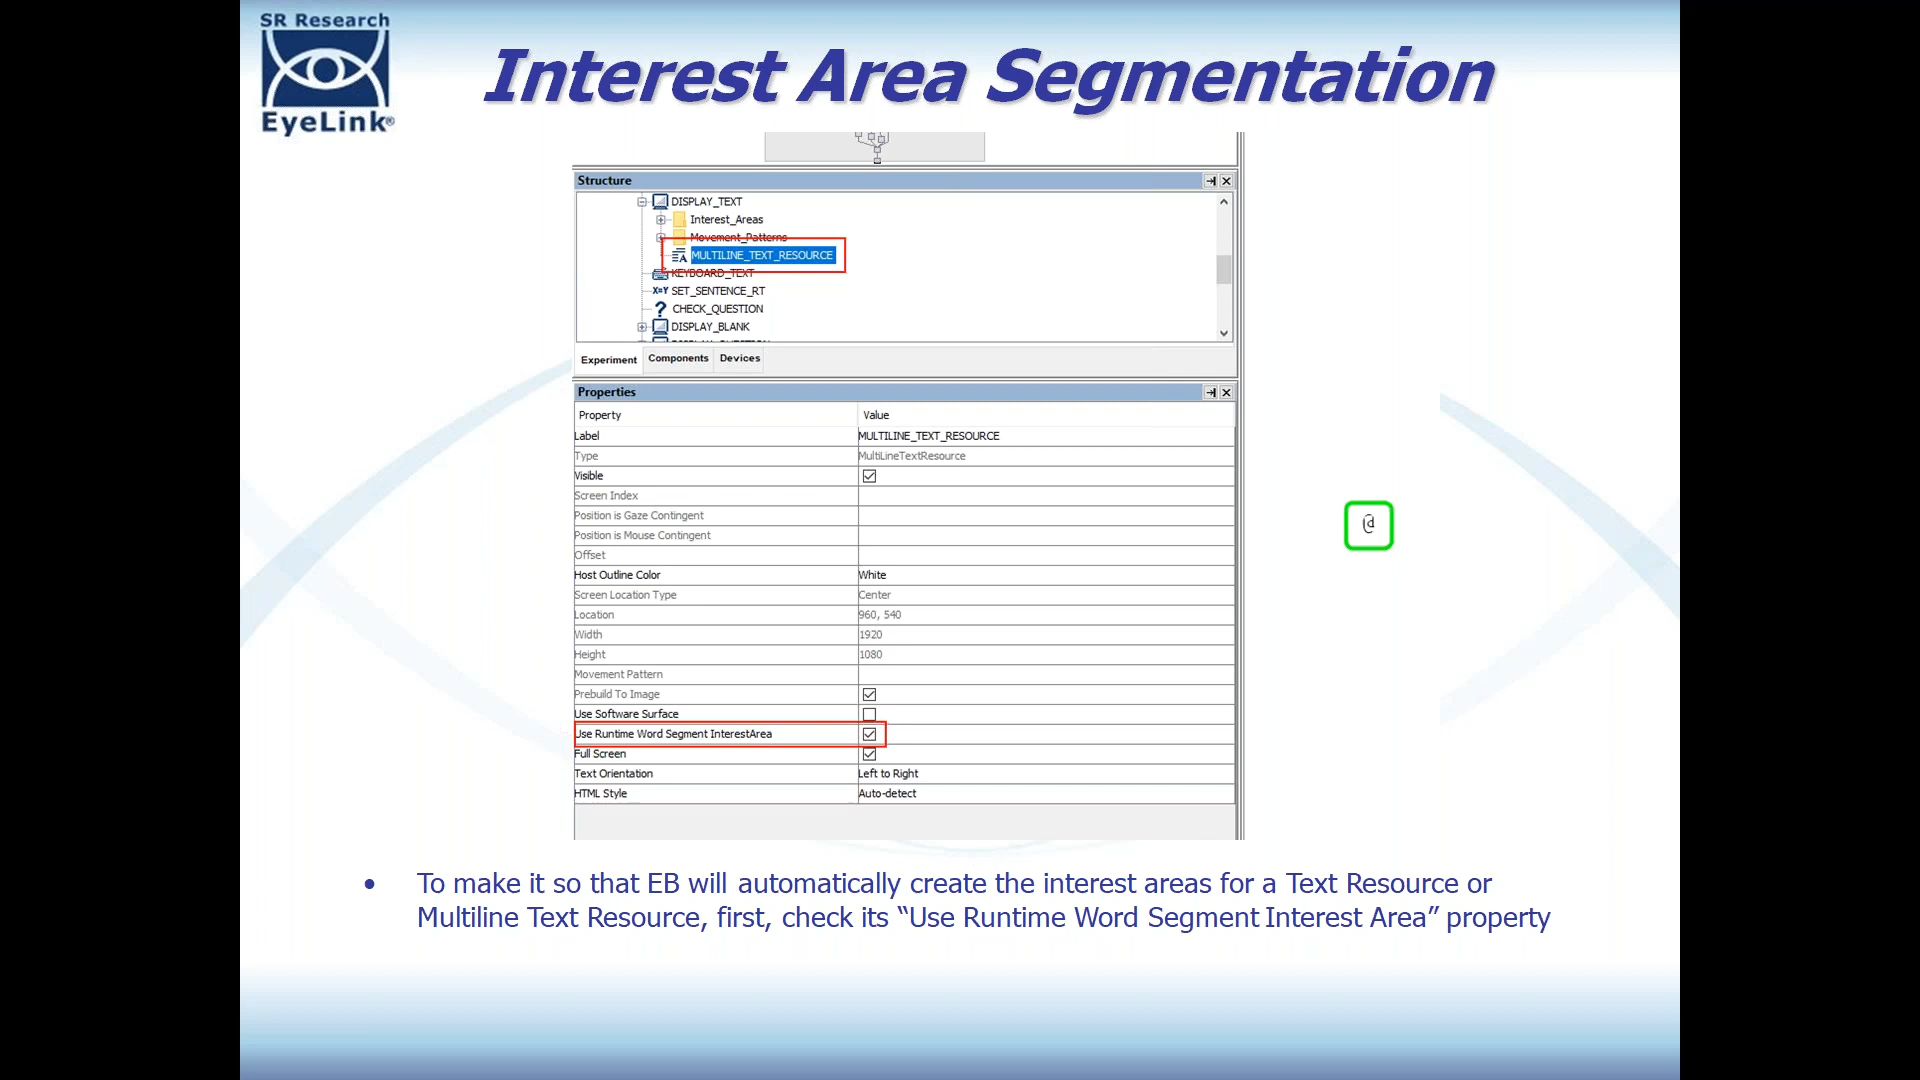 SR Research
EyeLink®
Interest Area Segmentation
Structure
DISPLAY_TEXT
Interest_Areas
Movement_Patterns
MULTILINE_TEXT_RESOURCE
KEYBOARD_TEXT
X=Y SET_SENTENCE_RT
? CHECK_QUESTION
DISPLAY_BLANK
Experiment Components Devices
Properties
Property Value
Label MULTILINE_TEXT_RESOURCE
Type MultiLineTextResource
Visible
Screen Index
Position is Gaze Contingent
Position is Mouse Contingent
Offset
Host Outline Color White
Screen Location Type Center
Location 960, 540
Width 1920
Height 1080
Movement Pattern
Prebuild To Image
Use Software Surface
Use Runtime Word Segment InterestArea
Full Screen
Text Orientation Left to Right
HTML Style Auto-detect
• To make it so that EB will automatically create the interest areas for a Text Resource or
Multiline Text Resource, first, check its “Use Runtime Word Segment Interest Area” property